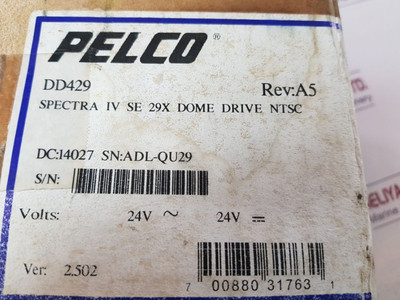 PELCO®
DD429 Rev:A5
SPECTRA IV SE 29X DOME DRIVE NTSC
DC:14027 SN:ADL-QU29
S/N:
Volts: 24V ~ 24V ⎓
Ver: 2.502
7 00880 31763 1